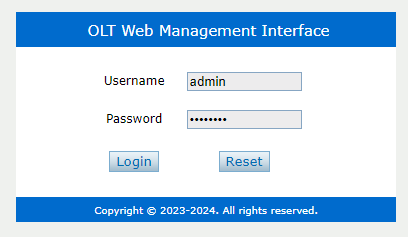 OLT Web Management Interface
Username admin
Password ••••••••
Login Reset
Copyright © 2023-2024. All rights reserved.